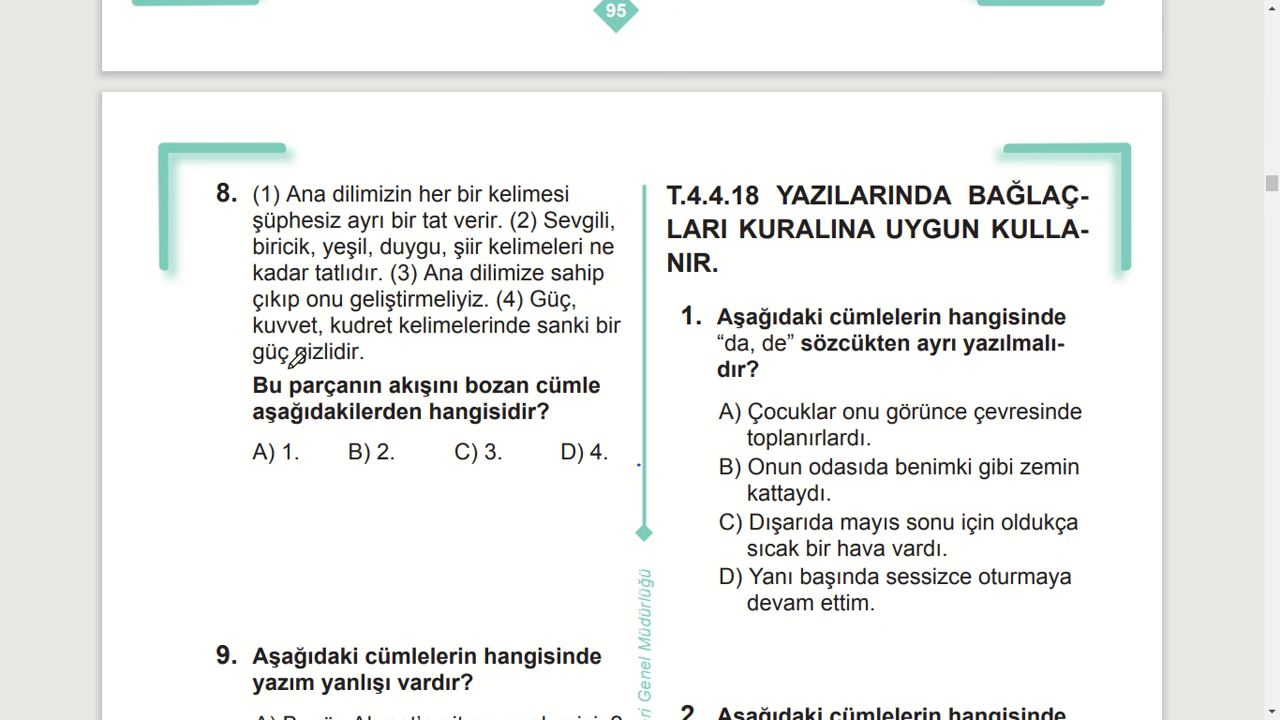 95
8. (1) Ana dilimizin her bir kelimesi
şüphesiz ayrı bir tat verir. (2) Sevgili,
biricik, yeşil, duygu, şiir kelimeleri ne
kadar tatlıdır. (3) Ana dilimize sahip
çıkıp onu geliştirmeliyiz. (4) Güç,
kuvvet, kudret kelimelerinde sanki bir
güç gizlidir.
Bu parçanın akışını bozan cümle
aşağıdakilerden hangisidir?
A) 1. B) 2. C) 3. D) 4.
9. Aşağıdaki cümlelerin hangisinde
yazım yanlışı vardır?
ri Genel Müdürlüğü
T.4.4.18 YAZILARINDA BAĞLAÇ-
LARI KURALINA UYGUN KULLA-
NIR.
1. Aşağıdaki cümlelerin hangisinde
“da, de” sözcükten ayrı yazılmalı-
dır?
A) Çocuklar onu görünce çevresinde
toplanırlardı.
B) Onun odasıda benimki gibi zemin
kattaydı.
C) Dışarıda mayıs sonu için oldukça
sıcak bir hava vardı.
D) Yanı başında sessizce oturmaya
devam ettim.
2 Aşağıdaki cümlelerin hangisinde